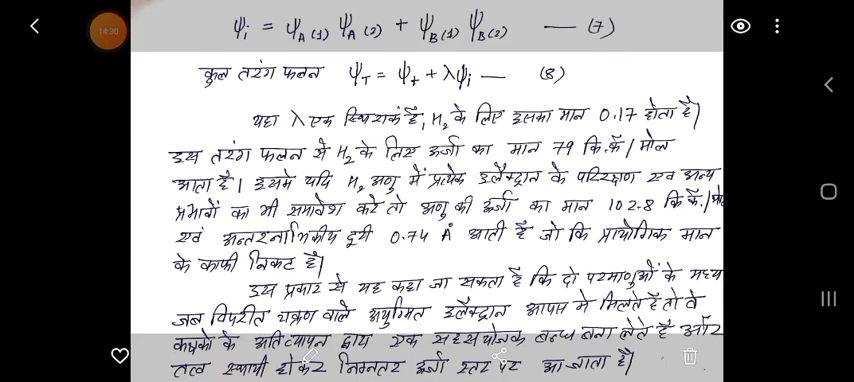 14:30
Ψi = ΨA(1) ΨA(2) + ΨB(1) ΨB(2) — (7)
कुल तरंग फलन ΨT = Ψ+ + λΨi — (8)
यहा λ एक स्थिरांक है, H2 के लिए इसका मान 0.17 होता है|
इस तरंग फलन से H2 के लिए ऊर्जा का मान 79 कि.कै/मोल
आता है| इसमे यदि H2 अणु में प्रत्येक इलैक्ट्रान के परिरक्षण एवं अन्य
प्रभावों का भी समावेश करे तो अणु की ऊर्जा का मान 102.8 कि कै./मो
एवं अन्तरनाभिकीय दूरी 0.74 Å आती है जो कि प्रायोगिक मान
के काफी निकट है|
इस प्रकार से यह कहा जा सकता है कि दो परमाणुओं के मध्य
जब विपरीत चक्रण वाले अयुग्मित इलैक्ट्रान आपस मे मिलते हैं तो वे
कक्षकों के अतिव्यापन द्वारा एक सहसंयोजक बन्ध बना लेते है और
तत्व स्थायी होकर निम्नतर ऊर्जा स्तर पर आ जाता है|